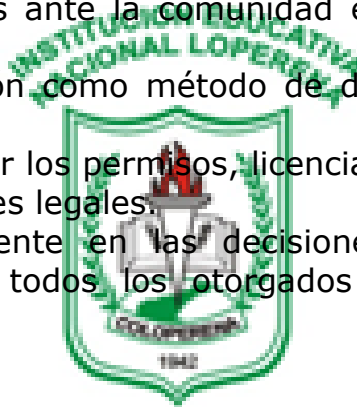 s ante la comunidad e
INSTITUCIÓN EDUCATIVA
NACIONAL LOPERENA
ón como método de d
r los permisos, licencia
es legales.
ente en las decisione
todos los otorgados
COLOPERENA
1942